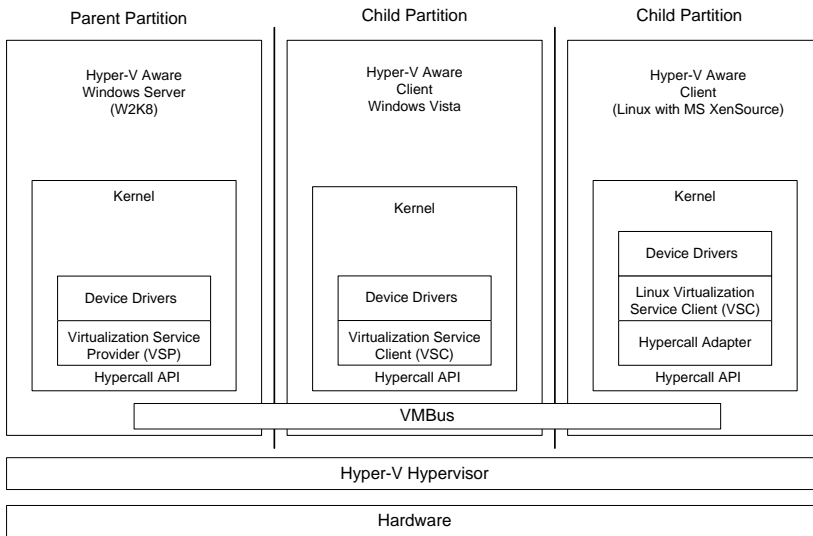 Parent Partition
Child Partition
Child Partition
Hyper-V Aware
Windows Server
(W2K8)
Hyper-V Aware
Client
Windows Vista
Hyper-V Aware
Client
(Linux with MS XenSource)
Kernel
Device Drivers
Virtualization Service
Provider (VSP)
Hypercall API
Kernel
Device Drivers
Virtualization Service
Client (VSC)
Hypercall API
Kernel
Device Drivers
Linux Virtualization
Service Client (VSC)
Hypercall Adapter
Hypercall API
VMBus
Hyper-V Hypervisor
Hardware